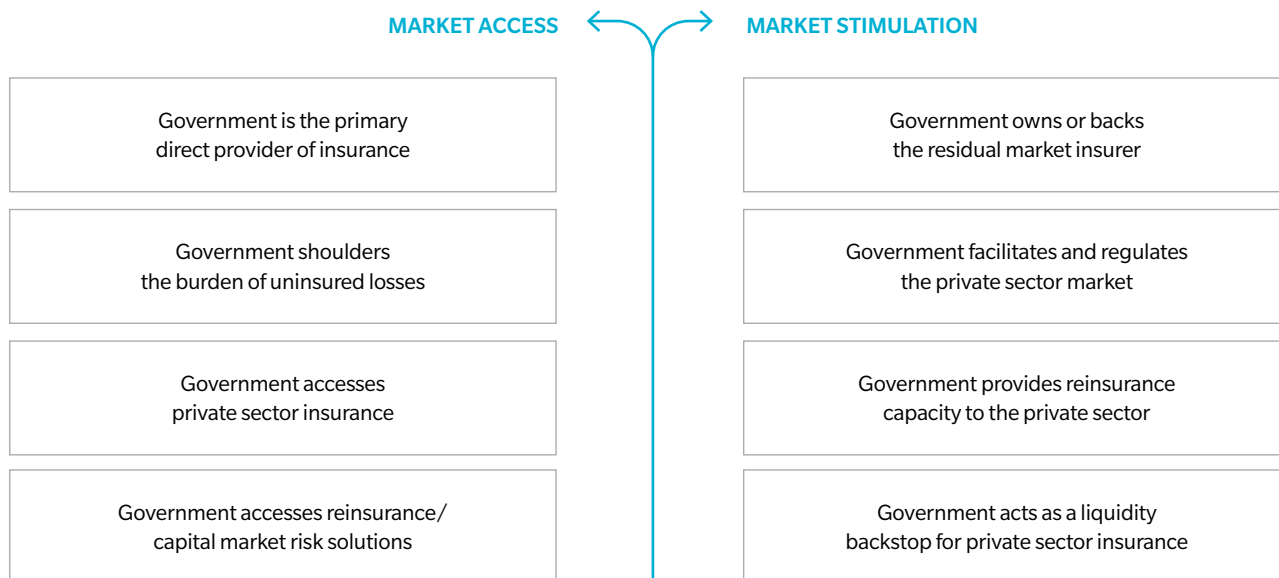 MARKET ACCESS
MARKET STIMULATION
Government is the primary
direct provider of insurance
Government owns or backs
the residual market insurer
Government shoulders
the burden of uninsured losses
Government facilitates and regulates
the private sector market
Government accesses
private sector insurance
Government provides reinsurance
capacity to the private sector
Government accesses reinsurance/
capital market risk solutions
Government acts as a liquidity
backstop for private sector insurance